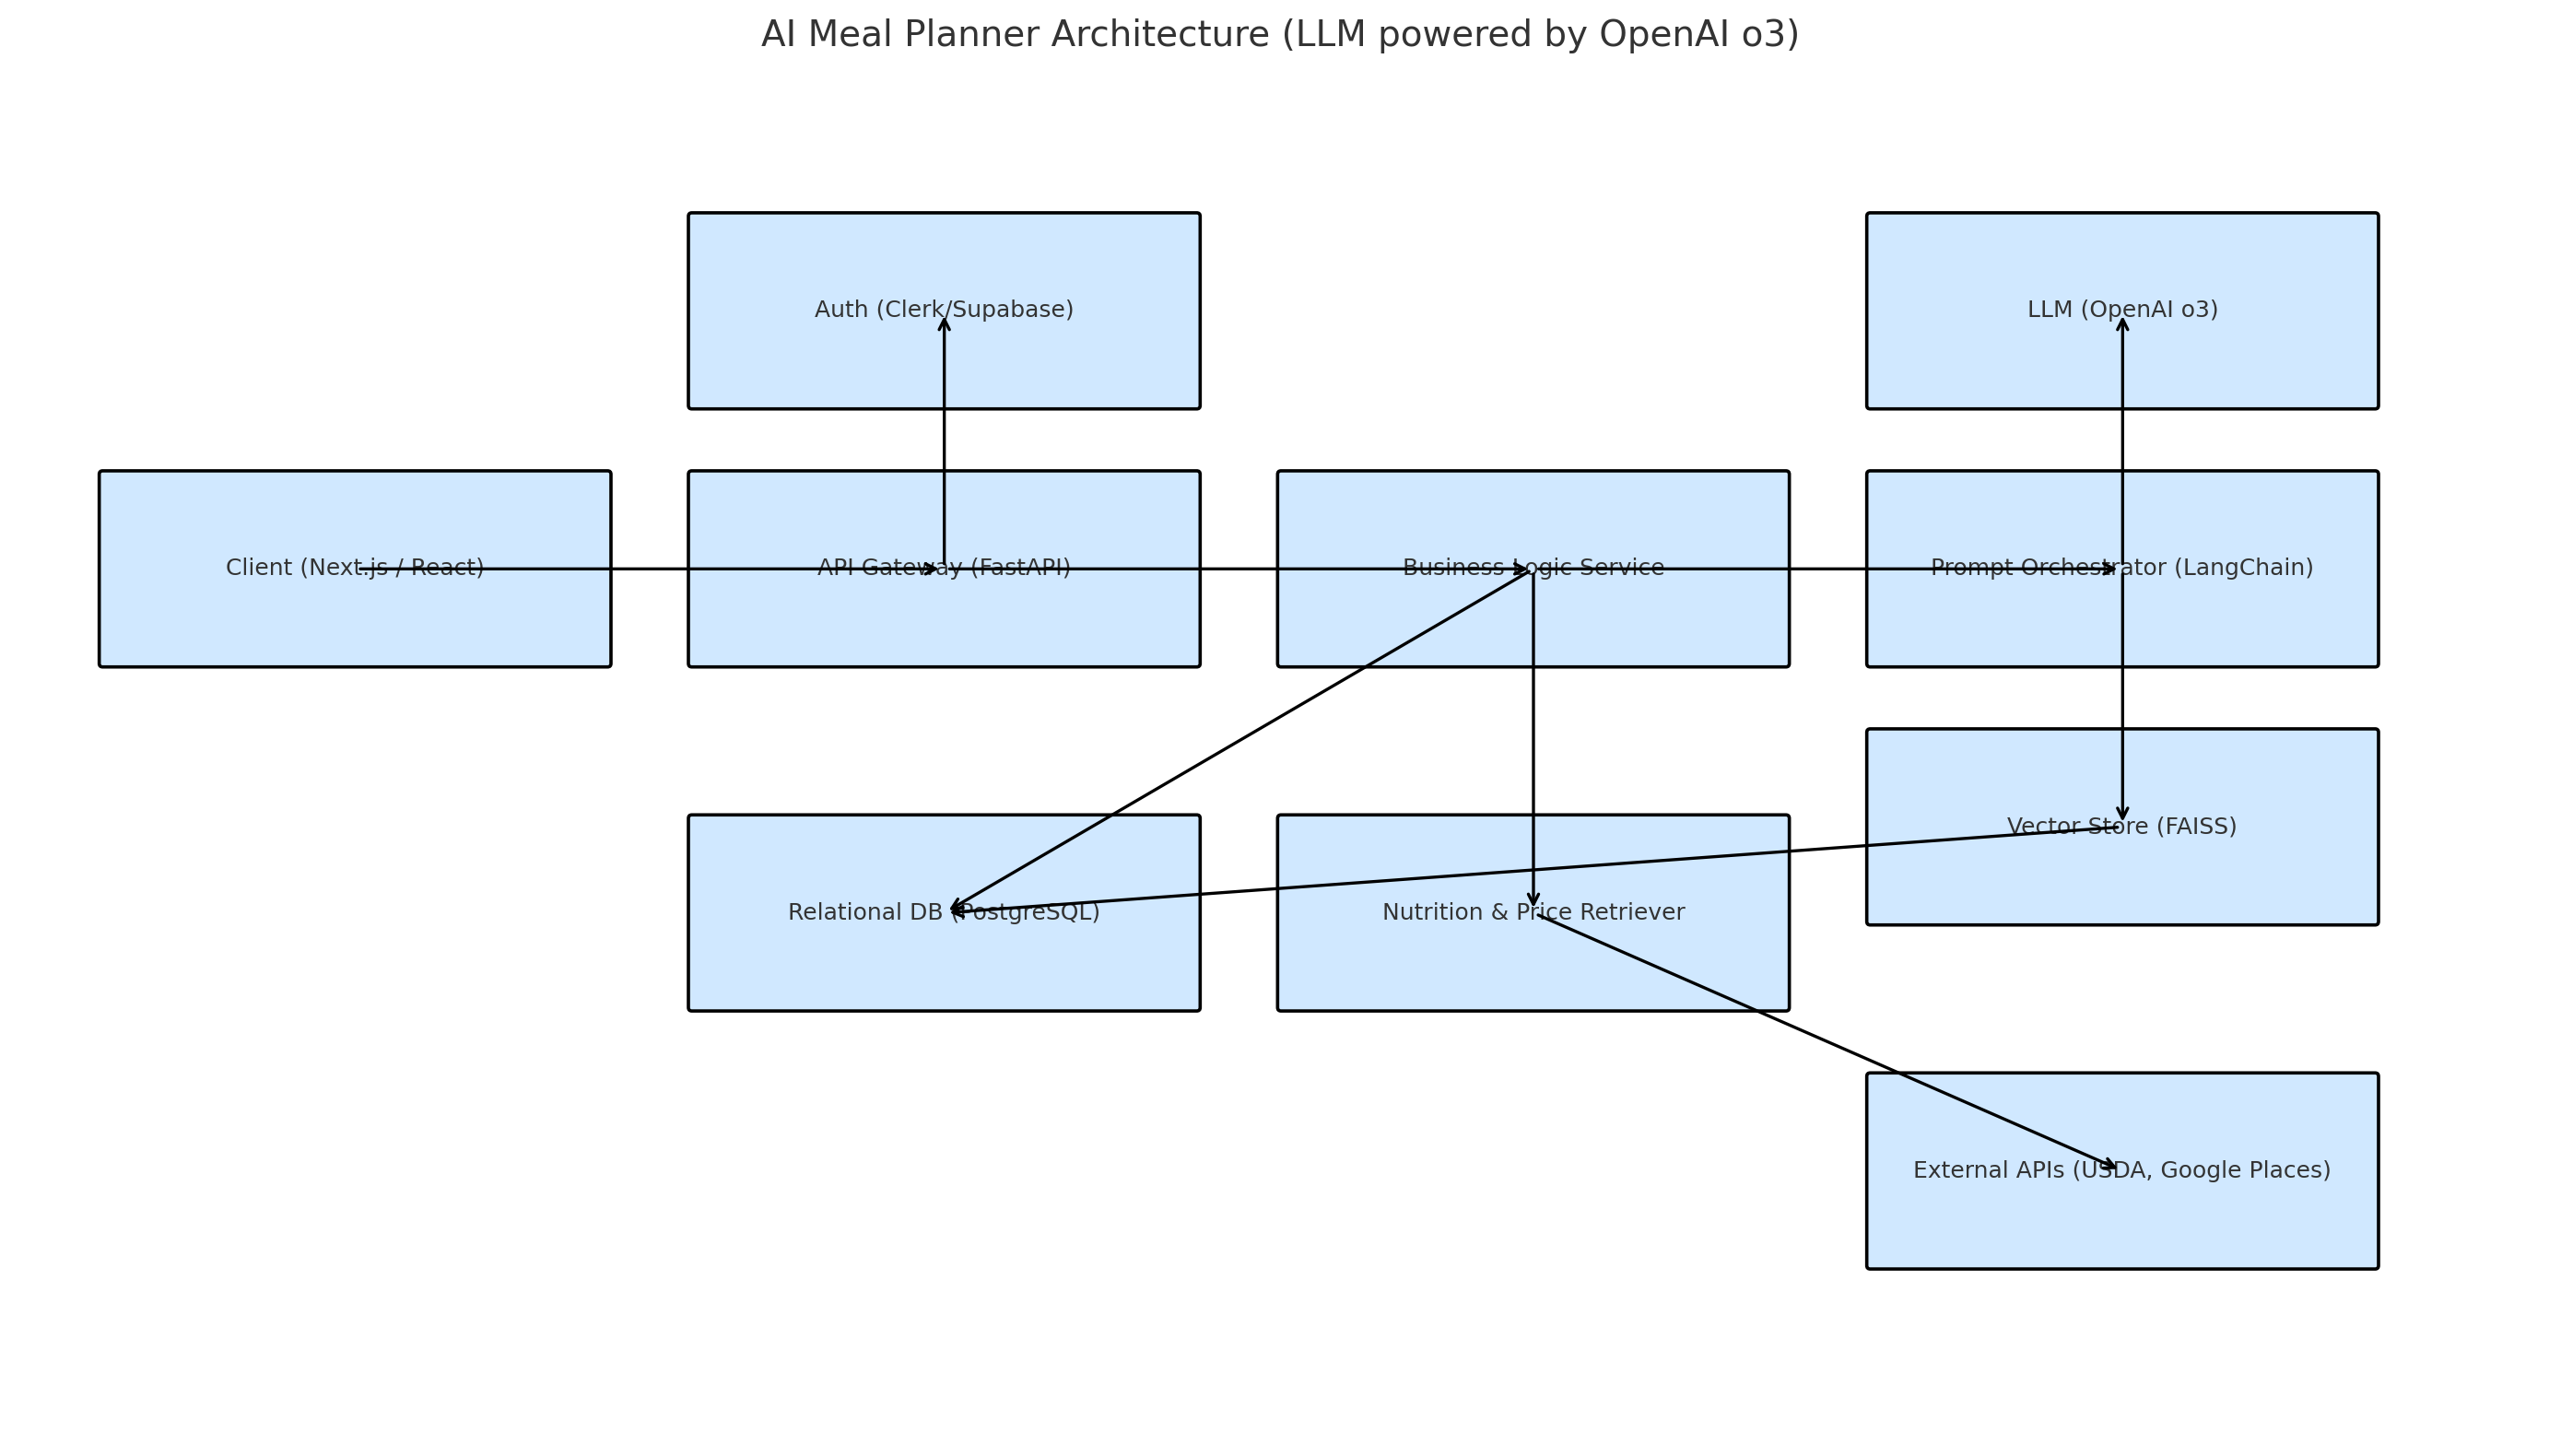 AI Meal Planner Architecture (LLM powered by OpenAI o3)
Auth (Clerk/Supabase)
LLM (OpenAI o3)
Client (Next.js / React)
API Gateway (FastAPI)
Business Logic Service
Prompt Orchestrator (LangChain)
Vector Store (FAISS)
Relational DB (PostgreSQL)
Nutrition & Price Retriever
External APIs (USDA, Google Places)